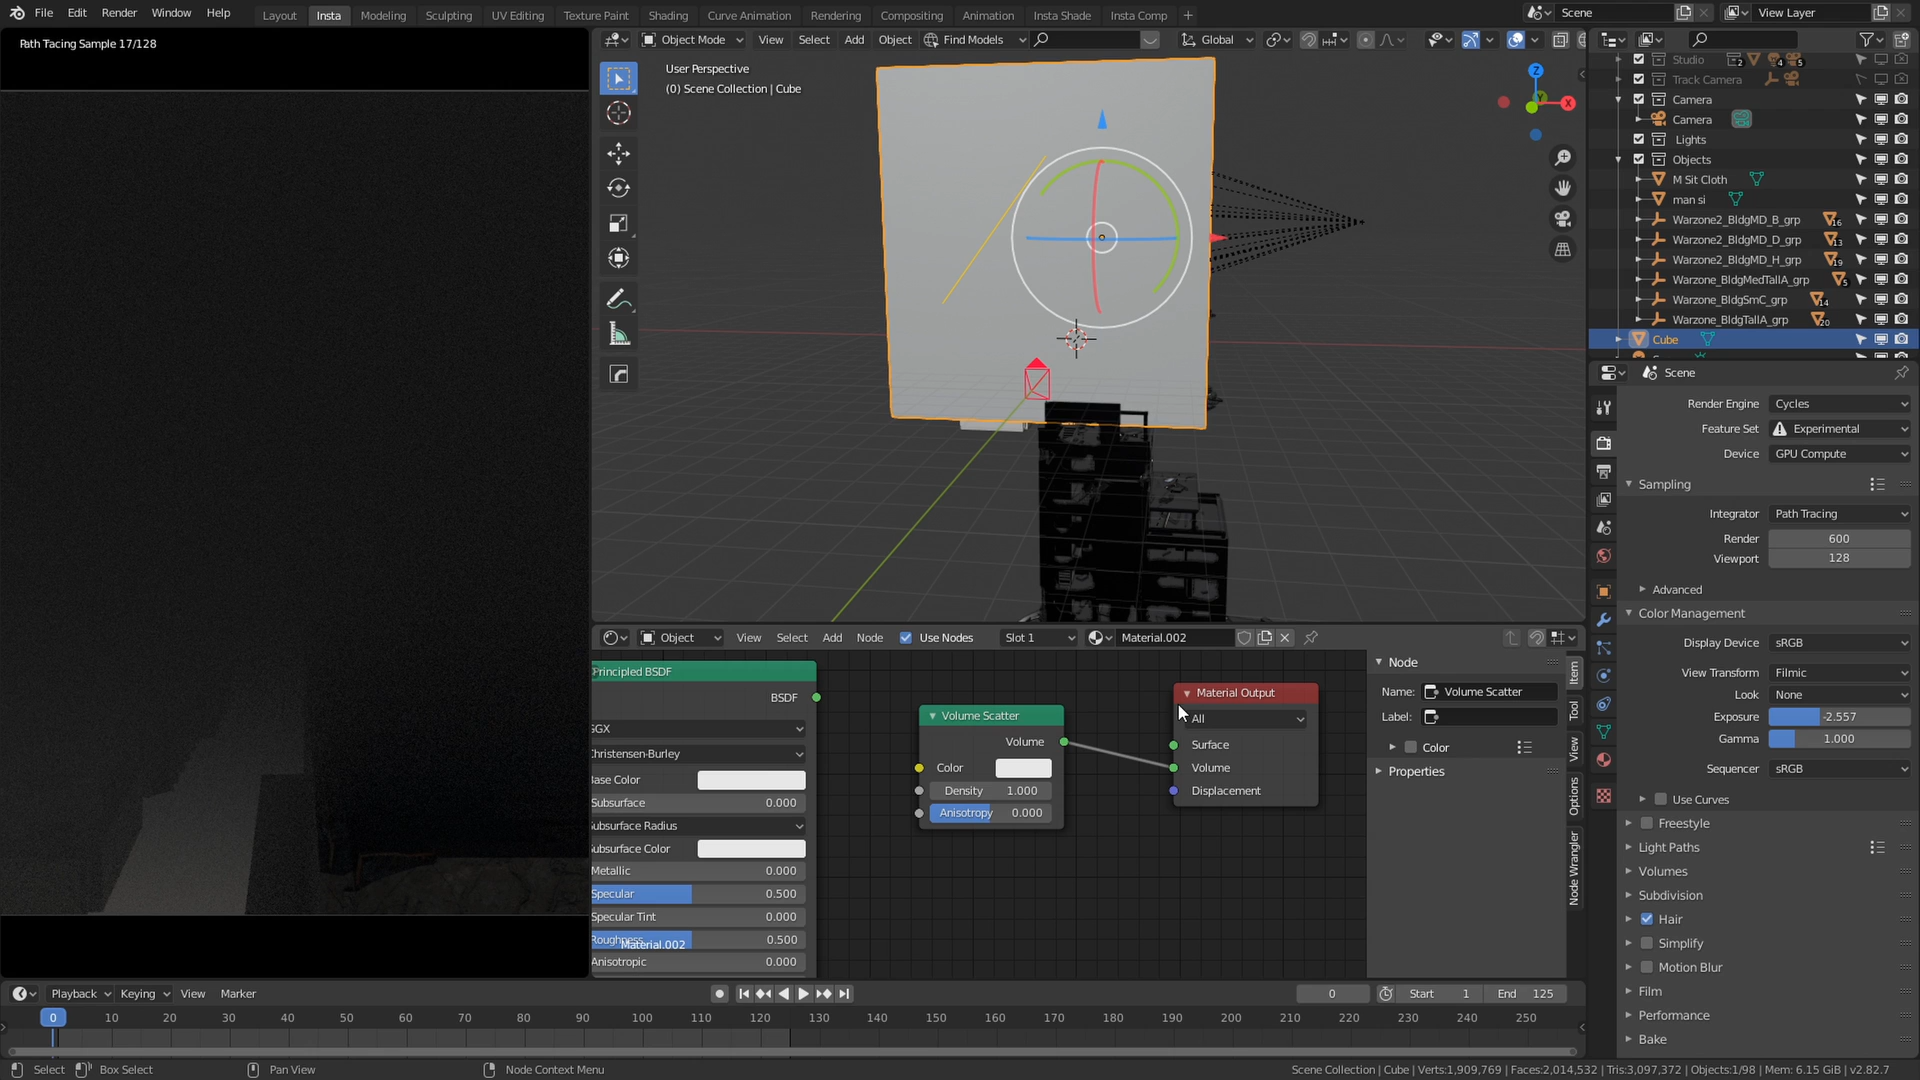 File Edit Render Window Help Layout Insta Modeling Sculpting UV Editing Texture Paint Shading Curve Animation Rendering Compositing Animation Insta Shade Insta Comp + Scene View Layer
Path Tacing Sample 17/128
Object Mode View Select Add Object Find Models Global
User Perspective
(0) Scene Collection | Cube
Z
Y
X
Studio 2 4 5
Track Camera
Camera
Camera
Lights
Objects
M Sit Cloth
man si
Warzone2_BldgMD_B_grp 16
Warzone2_BldgMD_D_grp 13
Warzone2_BldgMD_H_grp 19
Warzone_BldgMedTallA_grp 5
Warzone_BldgSmC_grp 14
Warzone_BldgTallA_grp 20
Cube
Scene
Render Engine Cycles
Feature Set Experimental
Device GPU Compute
Sampling
Integrator Path Tracing
Render 600
Viewport 128
Advanced
Color Management
Display Device sRGB
View Transform Filmic
Look None
Exposure -2.557
Gamma 1.000
Sequencer sRGB
Use Curves
Freestyle
Light Paths
Volumes
Subdivision
Hair
Simplify
Motion Blur
Film
Performance
Bake
Object View Select Add Node Use Nodes Slot 1 Material.002
Principled BSDF
BSDF
GGX
Christensen-Burley
Base Color
Subsurface 0.000
Subsurface Radius
Subsurface Color
Metallic 0.000
Specular 0.500
Specular Tint 0.000
Roughness 0.500
Material.002
Anisotropic 0.000
Volume Scatter
Volume
Color
Density 1.000
Anisotropy 0.000
Material Output
All
Surface
Volume
Displacement
Node
Name: Volume Scatter
Label:
Color
Properties
Item
Tool
View
Options
Node Wrangler
Playback Keying View Marker 0 Start 1 End 125
0 10 20 30 40 50 60 70 80 90 100 110 120 130 140 150 160 170 180 190 200 210 220 230 240 250
Select Box Select Pan View Node Context Menu Scene Collection | Cube | Verts:1,909,769 | Faces:2,014,532 | Tris:3,097,372 | Objects:1/98 | Mem: 6.15 GiB | v2.82.7